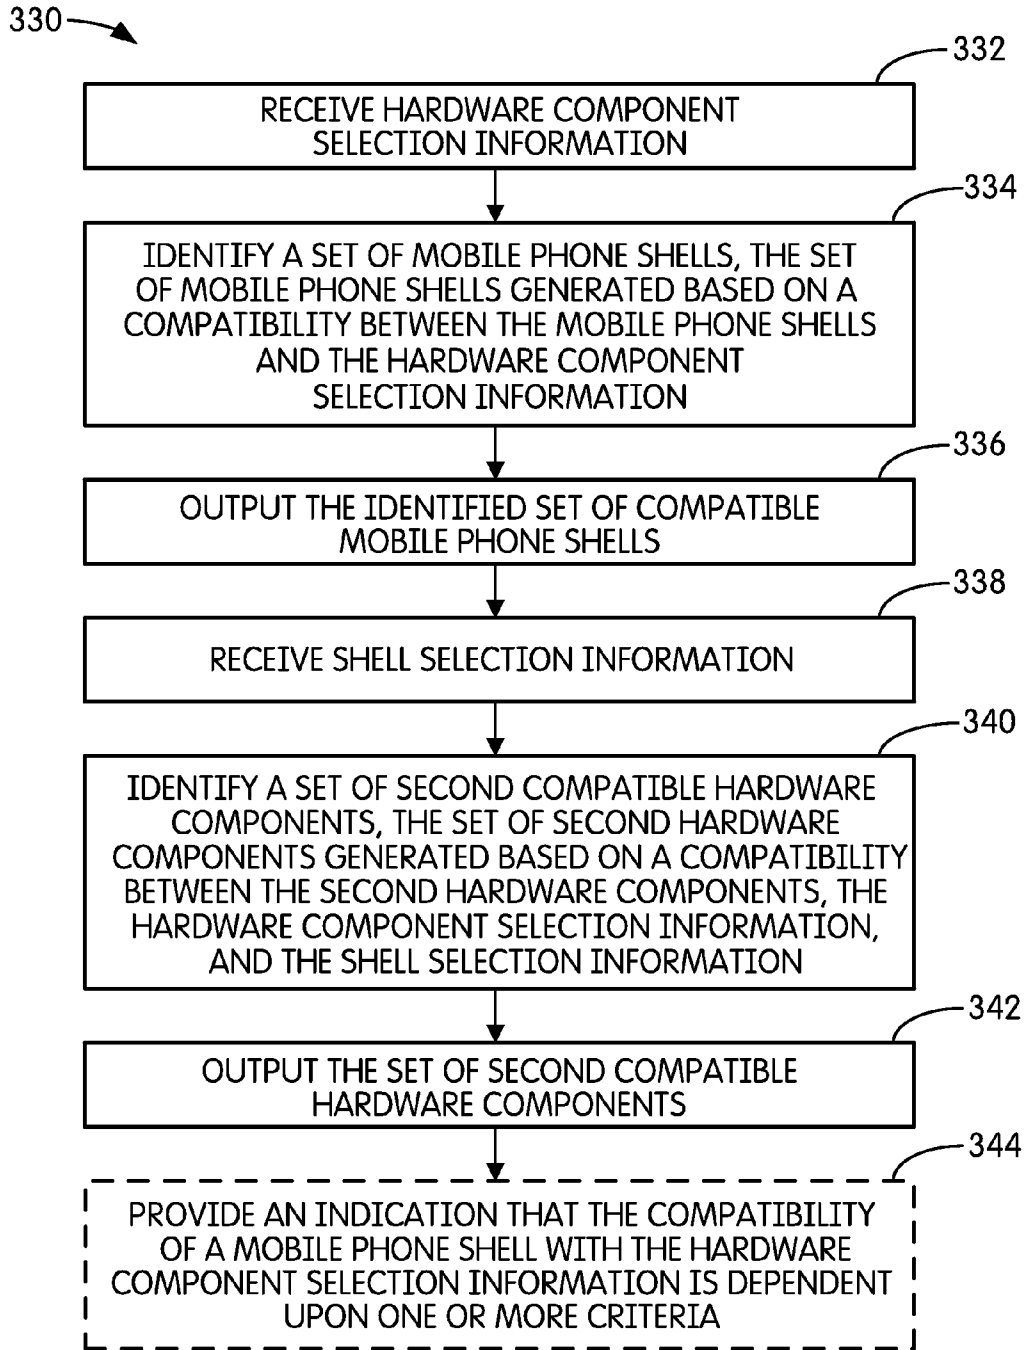 330
332
RECEIVE HARDWARE COMPONENT
SELECTION INFORMATION
334
IDENTIFY A SET OF MOBILE PHONE SHELLS, THE SET
OF MOBILE PHONE SHELLS GENERATED BASED ON A
COMPATIBILITY BETWEEN THE MOBILE PHONE SHELLS
AND THE HARDWARE COMPONENT
SELECTION INFORMATION
336
OUTPUT THE IDENTIFIED SET OF COMPATIBLE
MOBILE PHONE SHELLS
338
RECEIVE SHELL SELECTION INFORMATION
340
IDENTIFY A SET OF SECOND COMPATIBLE HARDWARE
COMPONENTS, THE SET OF SECOND HARDWARE
COMPONENTS GENERATED BASED ON A COMPATIBILITY
BETWEEN THE SECOND HARDWARE COMPONENTS, THE
HARDWARE COMPONENT SELECTION INFORMATION,
AND THE SHELL SELECTION INFORMATION
342
OUTPUT THE SET OF SECOND COMPATIBLE
HARDWARE COMPONENTS
344
PROVIDE AN INDICATION THAT THE COMPATIBILITY
OF A MOBILE PHONE SHELL WITH THE HARDWARE
COMPONENT SELECTION INFORMATION IS DEPENDENT
UPON ONE OR MORE CRITERIA